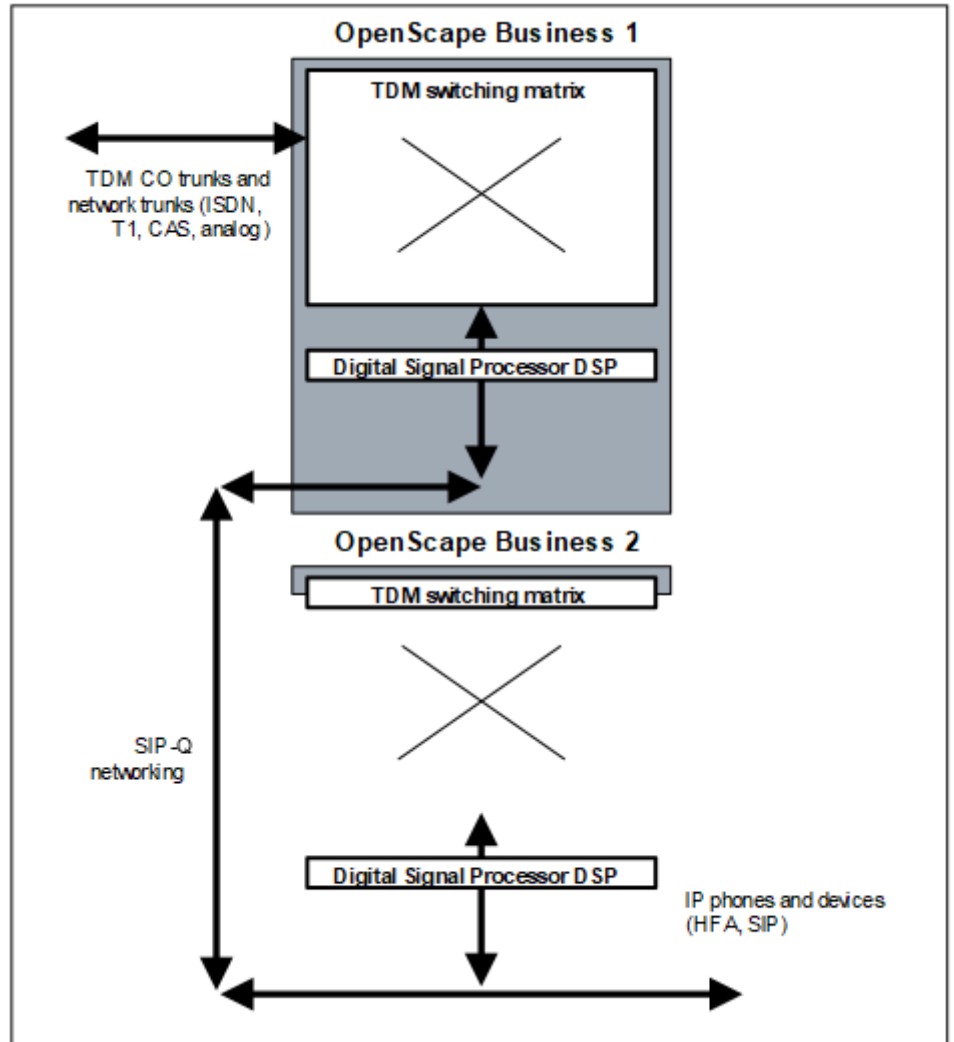 OpenScape Business 1
TDM switching matrix
TDM CO trunks and
network trunks (ISDN,
T1, CAS, analog)
Digital Signal Processor DSP
OpenScape Business 2
TDM switching matrix
SIP-Q
networking
Digital Signal Processor DSP
IP phones and devices
(HFA, SIP)